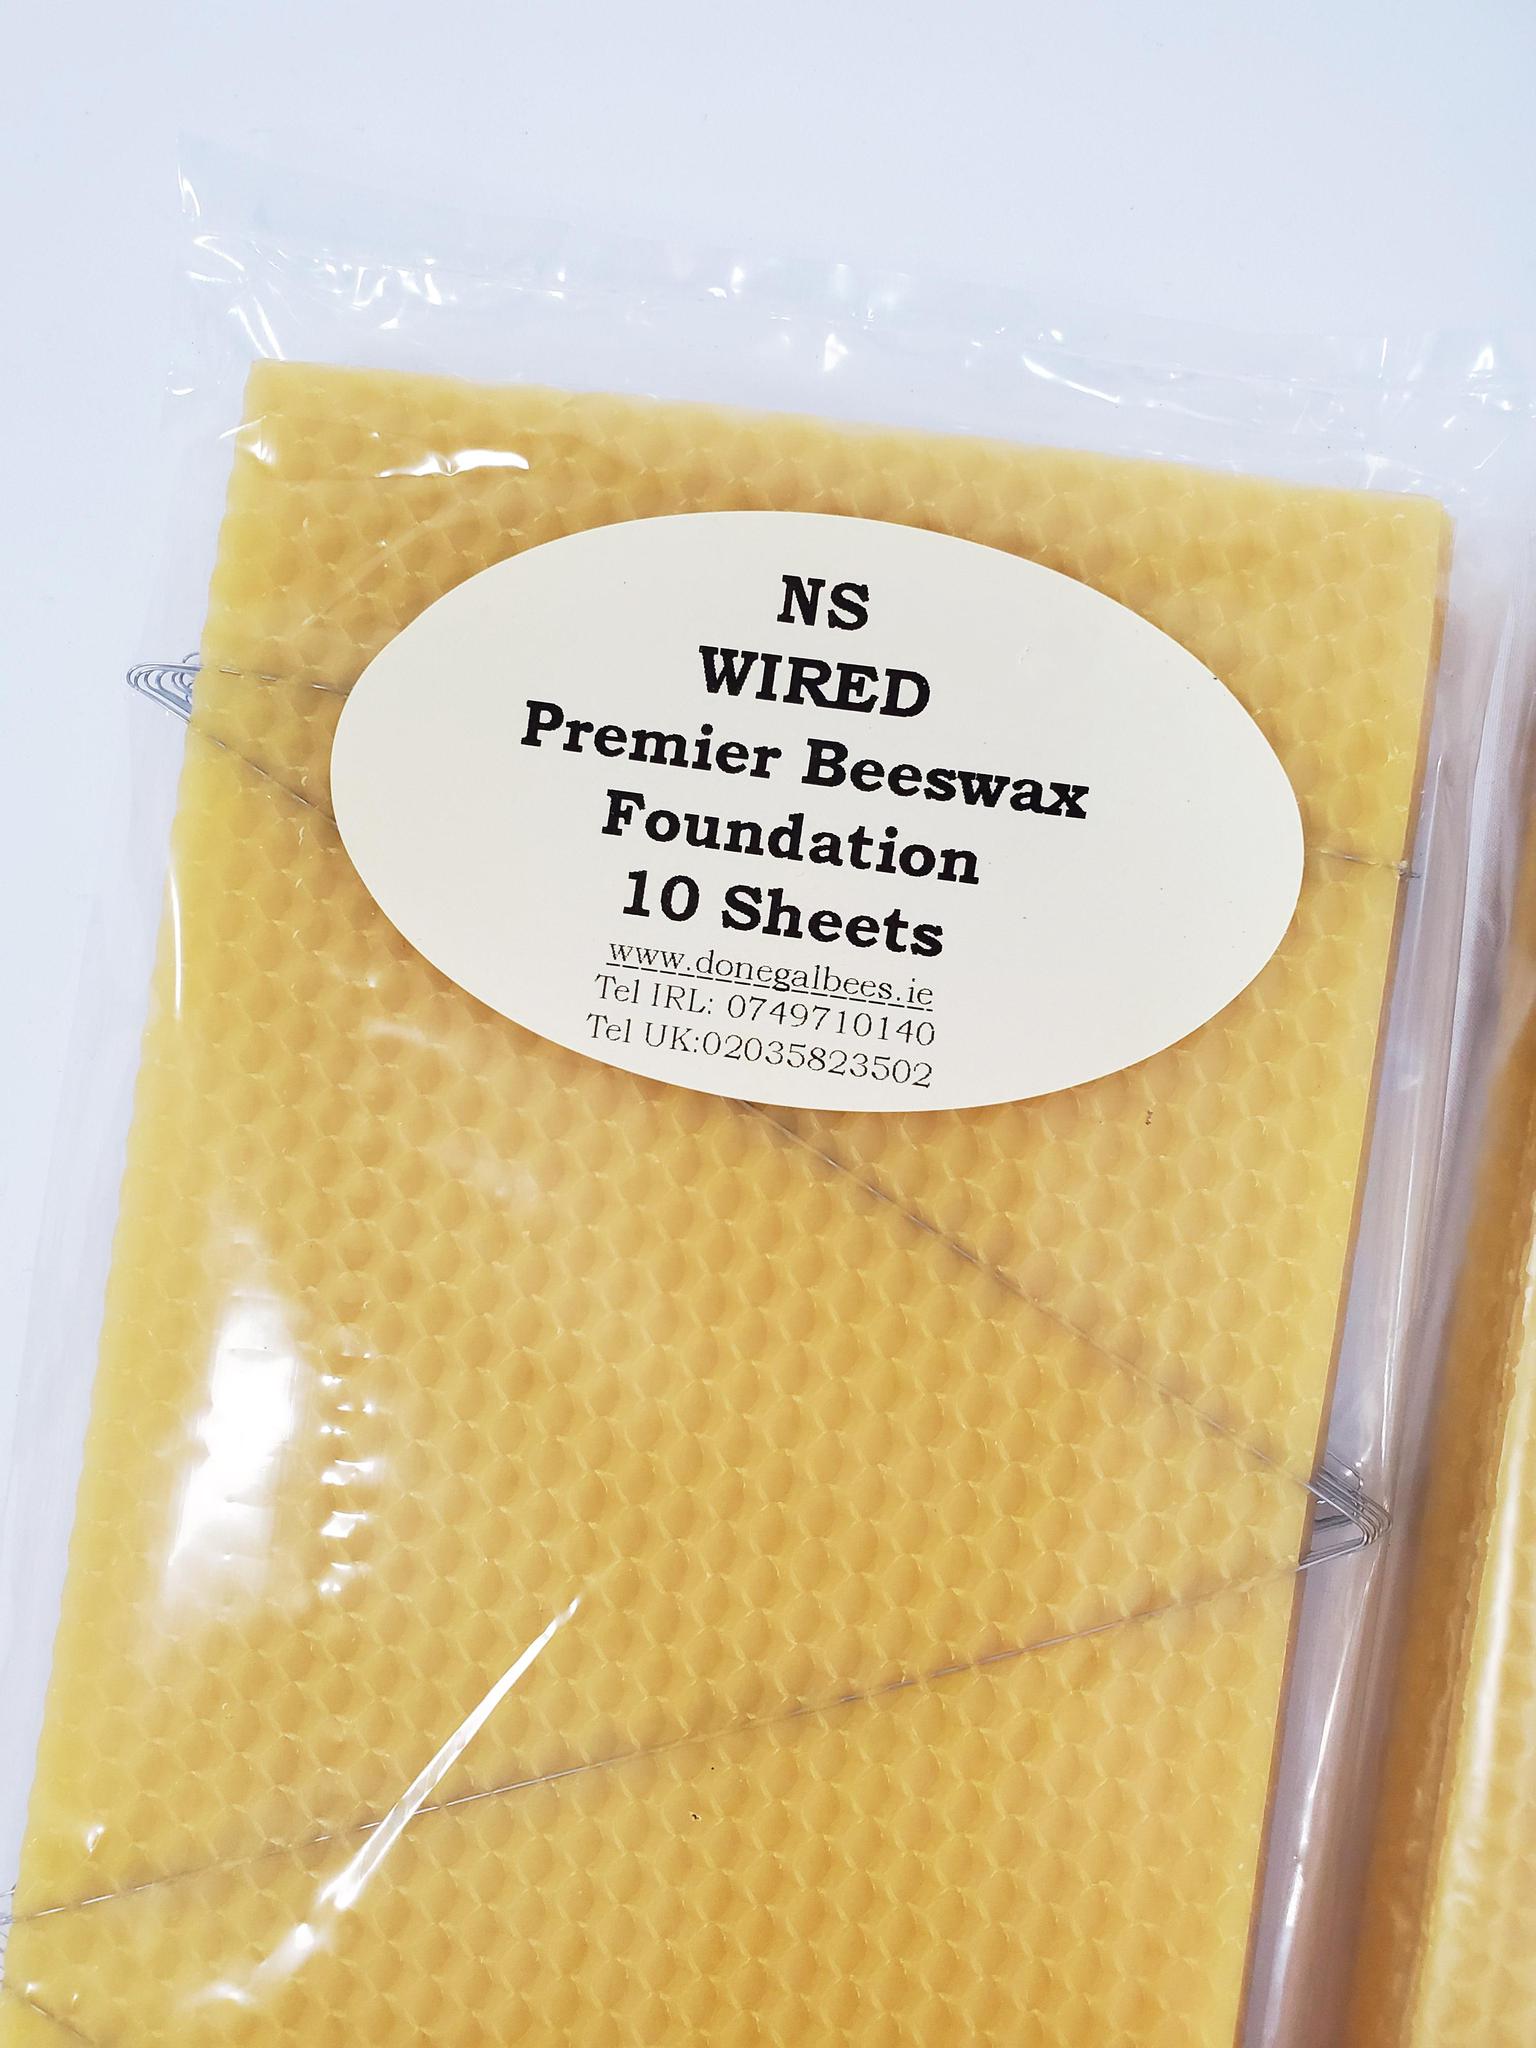 NS
WIRED
Premier Beeswax
Foundation
10 Sheets
www.donegalbees.ie
Tel IRL: 0749710140
Tel UK:02035823502